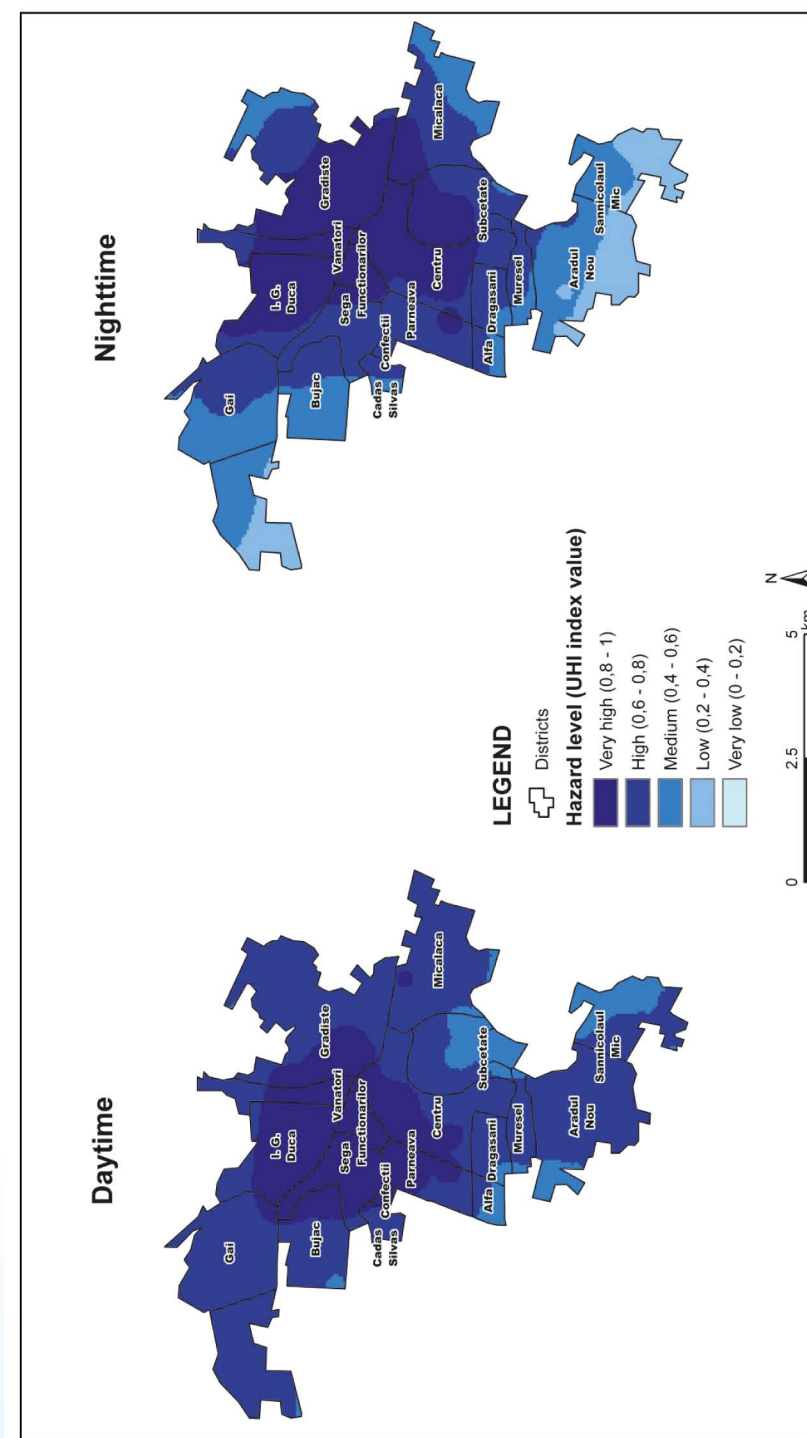 Daytime
Gai
Bujac
I. G.
Duca
Gradiste
Vanatori
Sega
Functionarilor
Cadas
Silvas
Confectii
Parneava
Centru
Micalaca
Subcetate
Alfa
Dragasani
Muresel
Aradul
Nou
Sannicolaul
Mic
Nighttime
Gai
Bujac
I. G.
Duca
Gradiste
Vanatori
Sega
Functionarilor
Cadas
Silvas
Confectii
Parneava
Centru
Micalaca
Subcetate
Alfa
Dragasani
Muresel
Aradul
Nou
Sannicolaul
Mic
LEGEND
Districts
Hazard level (UHI index value)
Very high (0,8 - 1)
High (0,6 - 0,8)
Medium (0,4 - 0,6)
Low (0,2 - 0,4)
Very low (0 - 0,2)
N
0 2.5 5
km